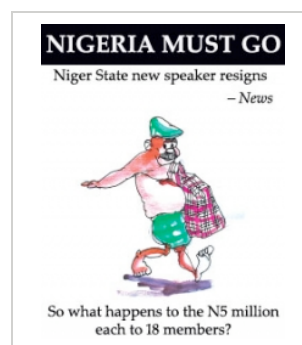 NIGERIA MUST GO
Niger State new speaker resigns
– News
So what happens to the N5 million
each to 18 members?